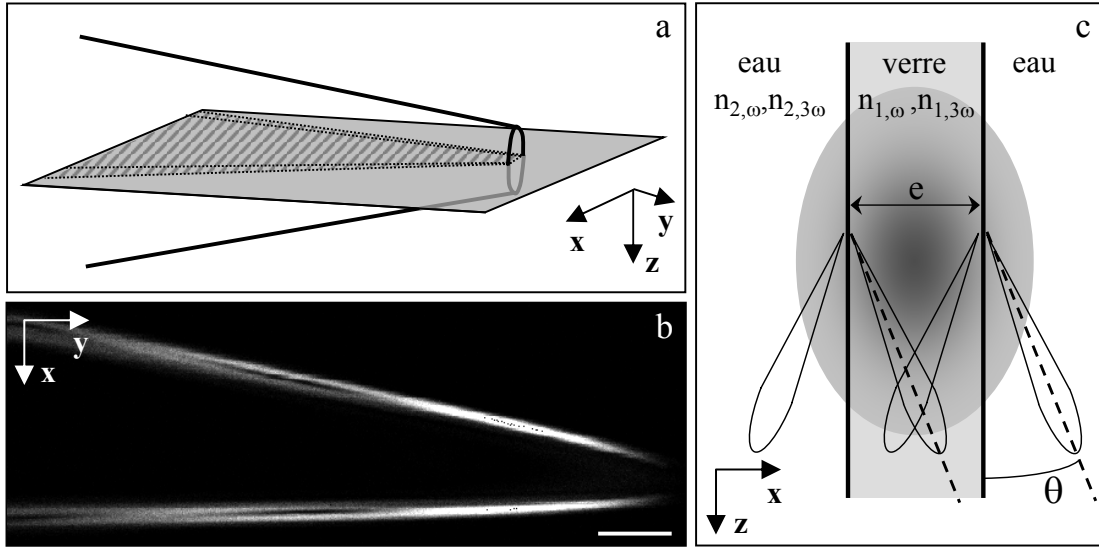 a
x
y
z
b
y
x
c
eau verre eau
n2,ω,n2,3ω n1,ω,n1,3ω
e
θ
x
z